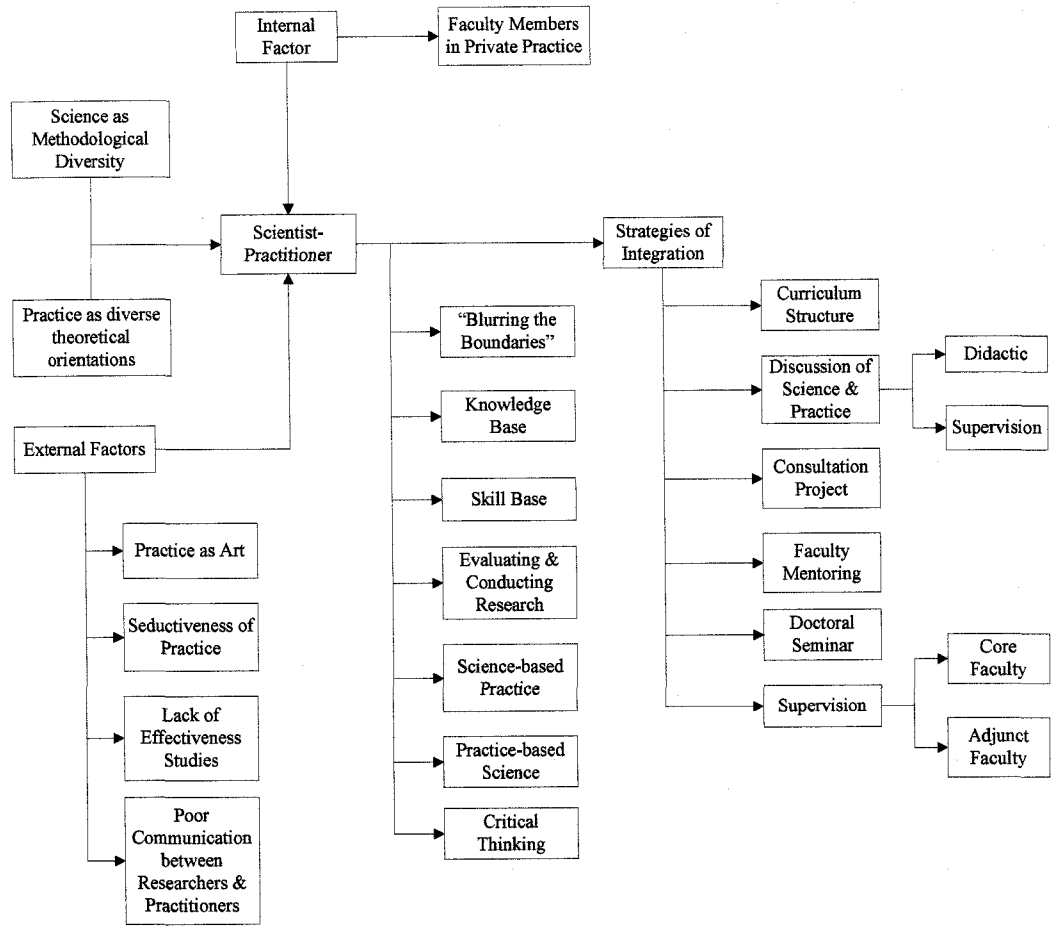 Internal
Factor
Faculty Members
in Private Practice
Science as
Methodological
Diversity
Scientist-
Practitioner
Strategies of
Integration
Practice as diverse
theoretical
orientations
External Factors
Practice as Art
Seductiveness of
Practice
Lack of
Effectiveness
Studies
Poor
Communication
between
Researchers &
Practitioners
“Blurring the
Boundaries”
Knowledge
Base
Skill Base
Evaluating &
Conducting
Research
Science-based
Practice
Practice-based
Science
Critical
Thinking
Curriculum
Structure
Discussion of
Science &
Practice
Didactic
Supervision
Consultation
Project
Faculty
Mentoring
Doctoral
Seminar
Supervision
Core
Faculty
Adjunct
Faculty